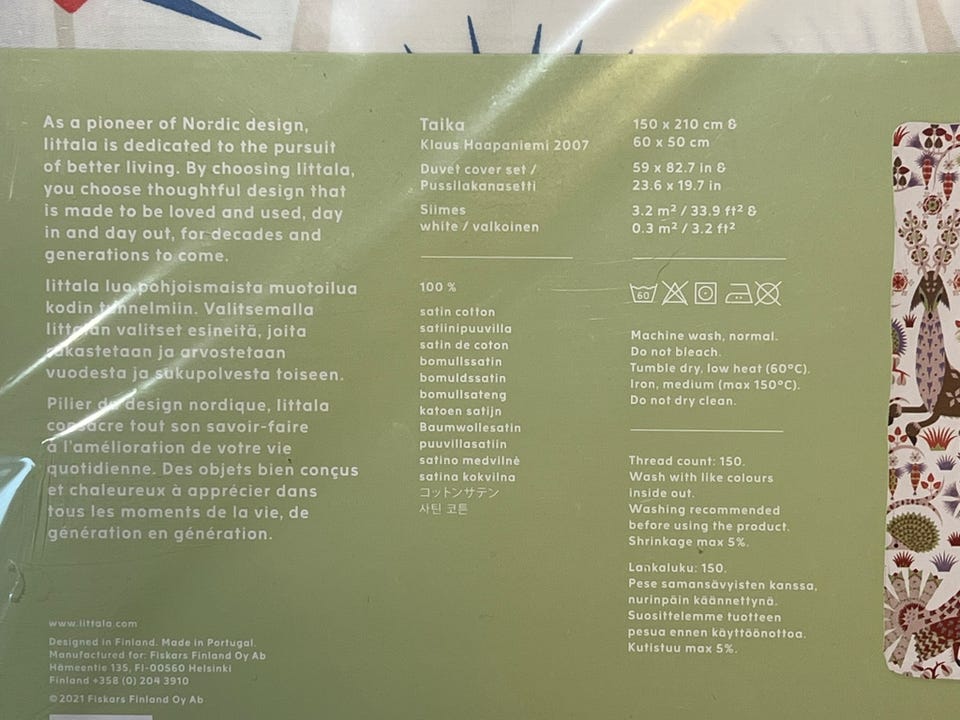 As a pioneer of Nordic design,
Iittala is dedicated to the pursuit
of better living. By choosing Iittala,
you choose thoughtful design that
is made to be loved and used, day
in and day out, for decades and
generations to come.
Iittala luo pohjoismaista muotoilua
kodin tunnelmiin. Valitsemalla
Iittalan valitset esineitä, joita
rakastetaan ja arvostetaan
vuodesta ja sukupolvesta toiseen.
Pilier du design nordique, Iittala
consacre tout son savoir-faire
à l'amélioration de votre vie
quotidienne. Des objets bien conçus
et chaleureux à apprécier dans
tous les moments de la vie, de
génération en génération.
www.iittala.com
Designed in Finland. Made in Portugal.
Manufactured for: Fiskars Finland Oy Ab
Hämeentie 135, FI-00560 Helsinki
Finland +358 (0) 204 3910
©2021 Fiskars Finland Oy Ab
Taika
Klaus Haapaniemi 2007
Duvet cover set /
Pussilakanasetti
Siimes
white / valkoinen
100 %
satin cotton
satiinipuuvilla
satin de coton
bomullssatin
bomuldssatin
bomullsateng
katoen satijn
Baumwollesatin
puuvillasatiin
satino medvilnė
satīna kokvilna
コットンサテン
사틴 코튼
150 x 210 cm &
60 x 50 cm
59 x 82.7 in &
23.6 x 19.7 in
3.2 m² / 33.9 ft² &
0.3 m² / 3.2 ft²
60
Machine wash, normal.
Do not bleach.
Tumble dry, low heat (60°C).
Iron, medium (max 150°C).
Do not dry clean.
Thread count: 150.
Wash with like colours
inside out.
Washing recommended
before using the product.
Shrinkage max 5%.
Lankaluku: 150.
Pese samansävyisten kanssa,
nurinpäin käännettynä.
Suosittelemme tuotteen
pesua ennen käyttöönottoa.
Kutistuu max 5%.